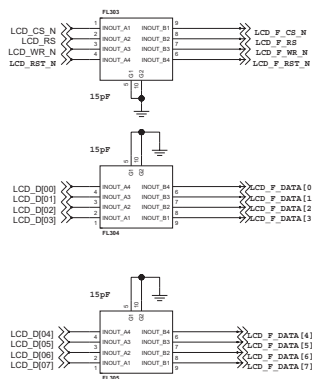 FL303
1 INOUT_A1 INOUT_B1 9
LCD_CS_N LCD_F_CS_N
2 INOUT_A2 INOUT_B2 8
LCD_RS LCD_F_RS
3 INOUT_A3 INOUT_B3 7
LCD_WR_N LCD_F_WR_N
4 INOUT_A4 INOUT_B4 6
LCD_RST_N LCD_F_RST_N
G1 G2
5 10
15pF
15pF
5 10
G1 G2
LCD_D[00] INOUT_A4 INOUT_B4 LCD_F_DATA[0
4 6
LCD_D[01] INOUT_A3 INOUT_B3 LCD_F_DATA[1
3 7
LCD_D[02] INOUT_A2 INOUT_B2 LCD_F_DATA[2
2 8
LCD_D[03] INOUT_A1 INOUT_B1 LCD_F_DATA[3
1 9
FL304
15pF
5 10
G1 G2
LCD_D[04] INOUT_A4 INOUT_B4 LCD_F_DATA[4]
4 6
LCD_D[05] INOUT_A3 INOUT_B3 LCD_F_DATA[5]
3 7
LCD_D[06] INOUT_A2 INOUT_B2 LCD_F_DATA[6]
2 8
LCD_D[07] INOUT_A1 INOUT_B1 LCD_F_DATA[7]
1 9
FL305